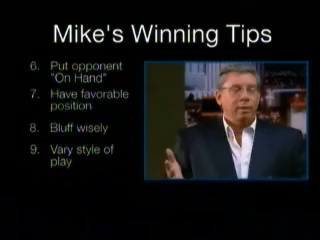 Mike's Winning Tips
6. Put opponent
"On Hand"
7. Have favorable
position
8. Bluff wisely
9. Vary style of
play